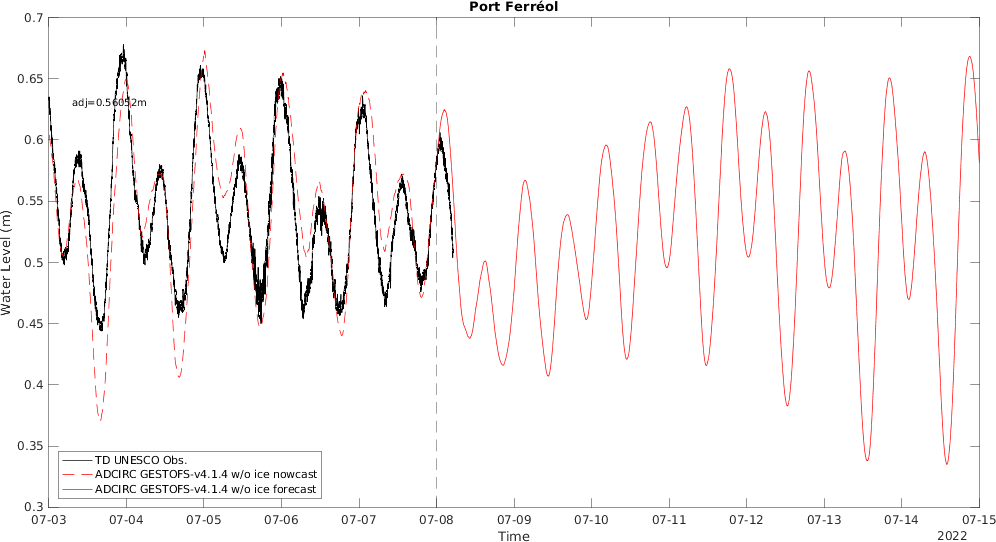 Port Ferréol
0.7
0.65
0.6
0.55
0.5
0.45
0.4
0.35
0.3
Water Level (m)
adj=0.56052m
TD UNESCO Obs.
ADCIRC GESTOFS-v4.1.4 w/o ice nowcast
ADCIRC GESTOFS-v4.1.4 w/o ice forecast
07-03 07-04 07-05 07-06 07-07 07-08 07-09 07-10 07-11 07-12 07-13 07-14 07-15
Time
2022